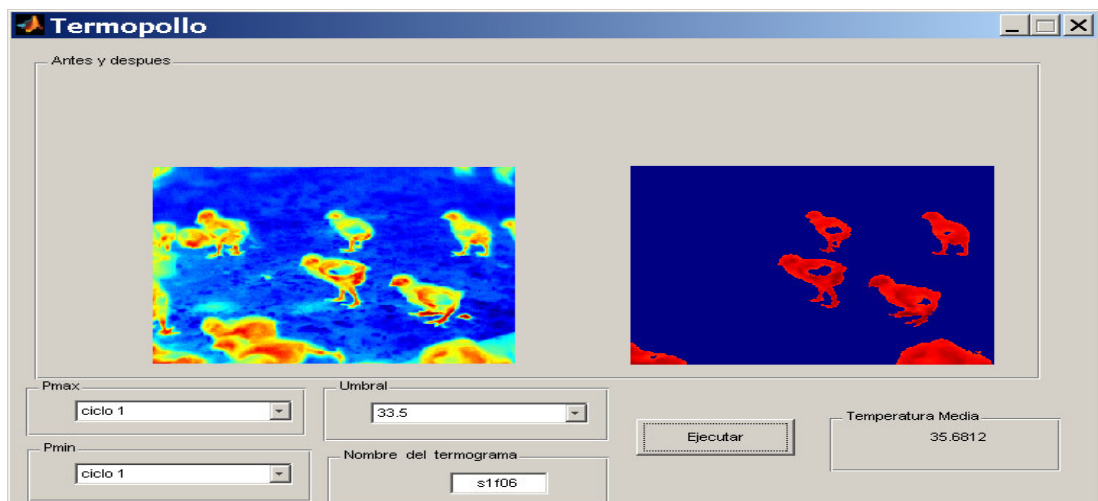 Termopollo
Antes y despues
Pmax
ciclo 1
Umbral
33.5
Ejecutar
Temperatura Media
35.6812
Pmin
ciclo 1
Nombre del termograma
s1f06